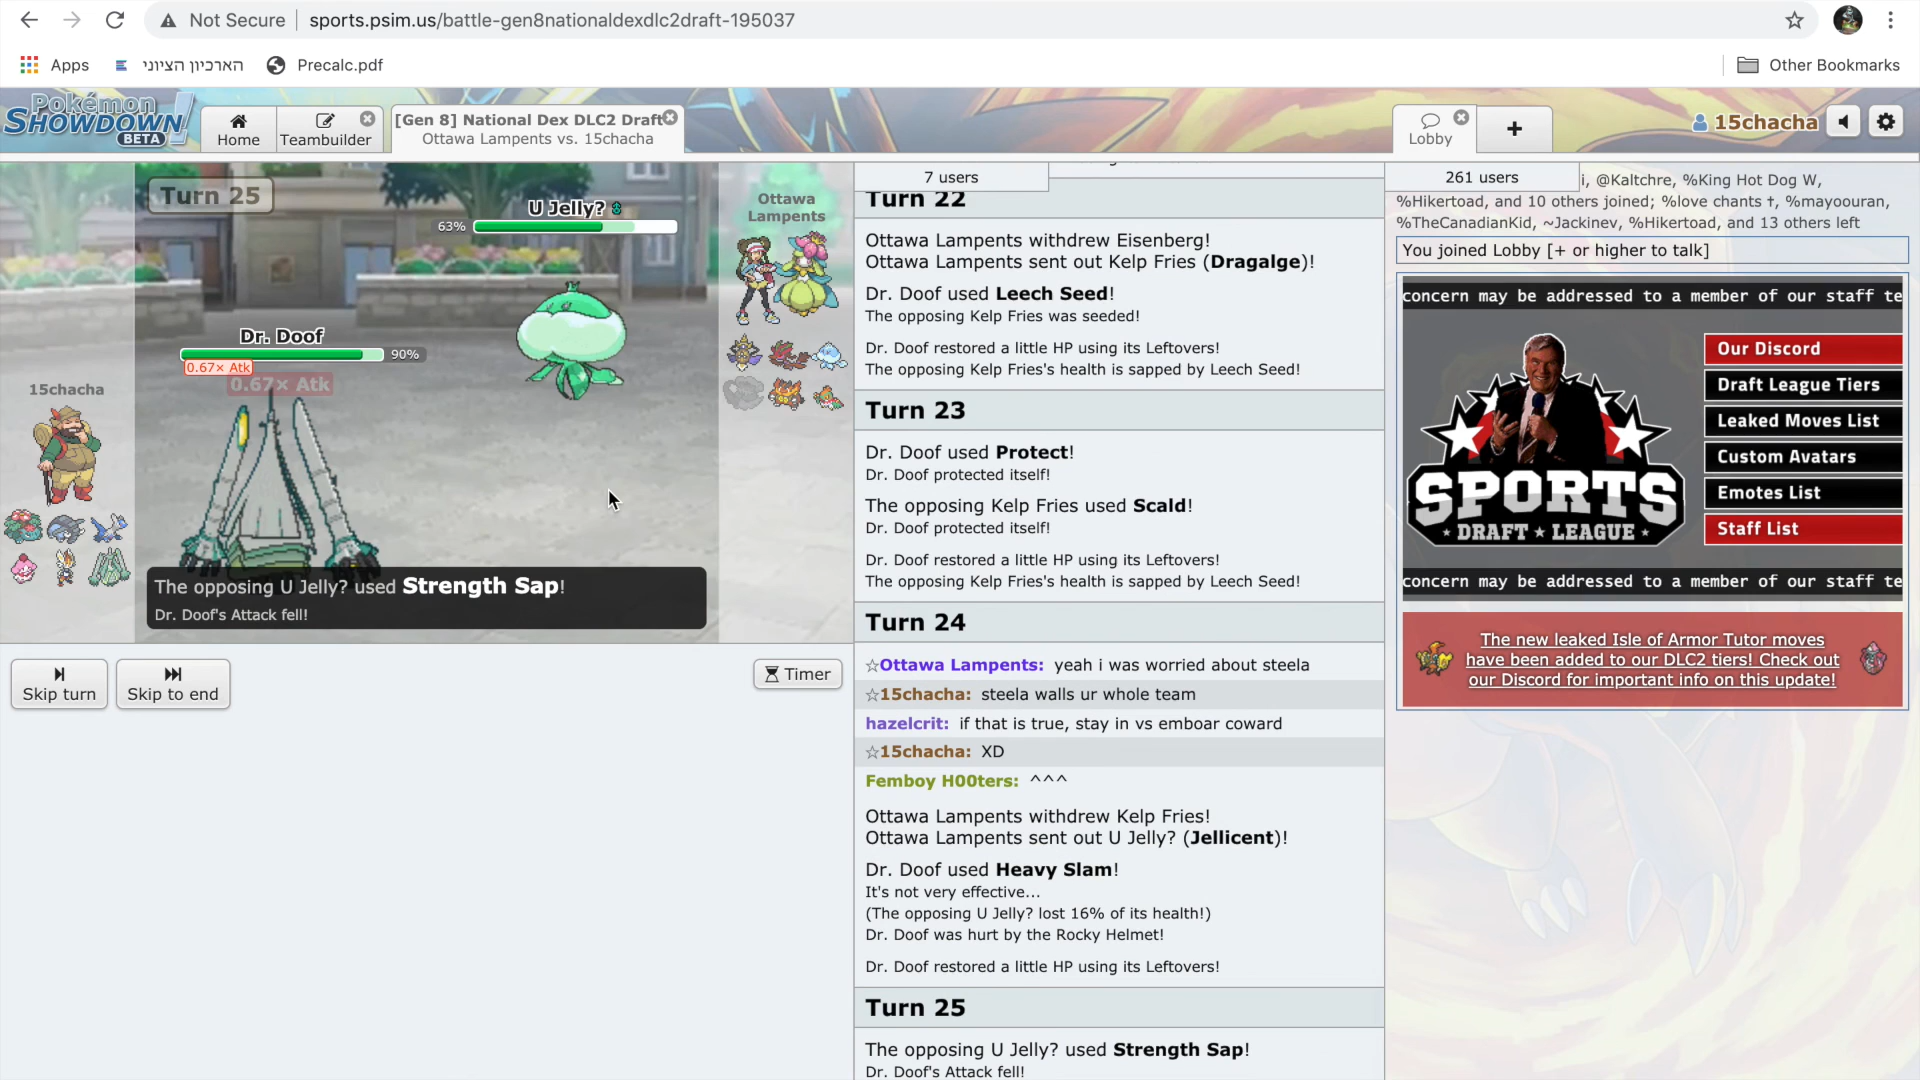 Not Secure
sports.psim.us/battle-gen8nationaldexdlc2draft-195037
Apps
הארכיון הציוני
Precalc.pdf
Other Bookmarks
Pokémon
SHOWDOWN
BETA
Home
Teambuilder
[Gen 8] National Dex DLC2 Draft
Ottawa Lampents vs. 15chacha
Lobby
+
15chacha
Turn 25
U Jelly?
63%
Dr. Doof
90%
0.67× Atk
0.67× Atk
15chacha
Ottawa
Lampents
The opposing U Jelly? used Strength Sap!
Dr. Doof's Attack fell!
Skip turn
Skip to end
Timer
7 users
Turn 22
Ottawa Lampents withdrew Eisenberg!
Ottawa Lampents sent out Kelp Fries (Dragalge)!
Dr. Doof used Leech Seed!
The opposing Kelp Fries was seeded!
Dr. Doof restored a little HP using its Leftovers!
The opposing Kelp Fries's health is sapped by Leech Seed!
Turn 23
Dr. Doof used Protect!
Dr. Doof protected itself!
The opposing Kelp Fries used Scald!
Dr. Doof protected itself!
Dr. Doof restored a little HP using its Leftovers!
The opposing Kelp Fries's health is sapped by Leech Seed!
Turn 24
☆Ottawa Lampents: yeah i was worried about steela
☆15chacha: steela walls ur whole team
hazelcrit: if that is true, stay in vs emboar coward
☆15chacha: XD
Femboy H00ters: ^^^
Ottawa Lampents withdrew Kelp Fries!
Ottawa Lampents sent out U Jelly? (Jellicent)!
Dr. Doof used Heavy Slam!
It's not very effective...
(The opposing U Jelly? lost 16% of its health!)
Dr. Doof was hurt by the Rocky Helmet!
Dr. Doof restored a little HP using its Leftovers!
Turn 25
The opposing U Jelly? used Strength Sap!
Dr. Doof's Attack fell!
261 users
i, @Kaltchre, %King Hot Dog W,
%Hikertoad, and 10 others joined; %love chants †, %mayoouran,
%TheCanadianKid, ~Jackinev, %Hikertoad, and 13 others left
You joined Lobby [+ or higher to talk]
concern may be addressed to a member of our staff te
SPORTS
DRAFT ★ LEAGUE
Our Discord
Draft League Tiers
Leaked Moves List
Custom Avatars
Emotes List
Staff List
concern may be addressed to a member of our staff te
The new leaked Isle of Armor Tutor moves
have been added to our DLC2 tiers! Check out
our Discord for important info on this update!